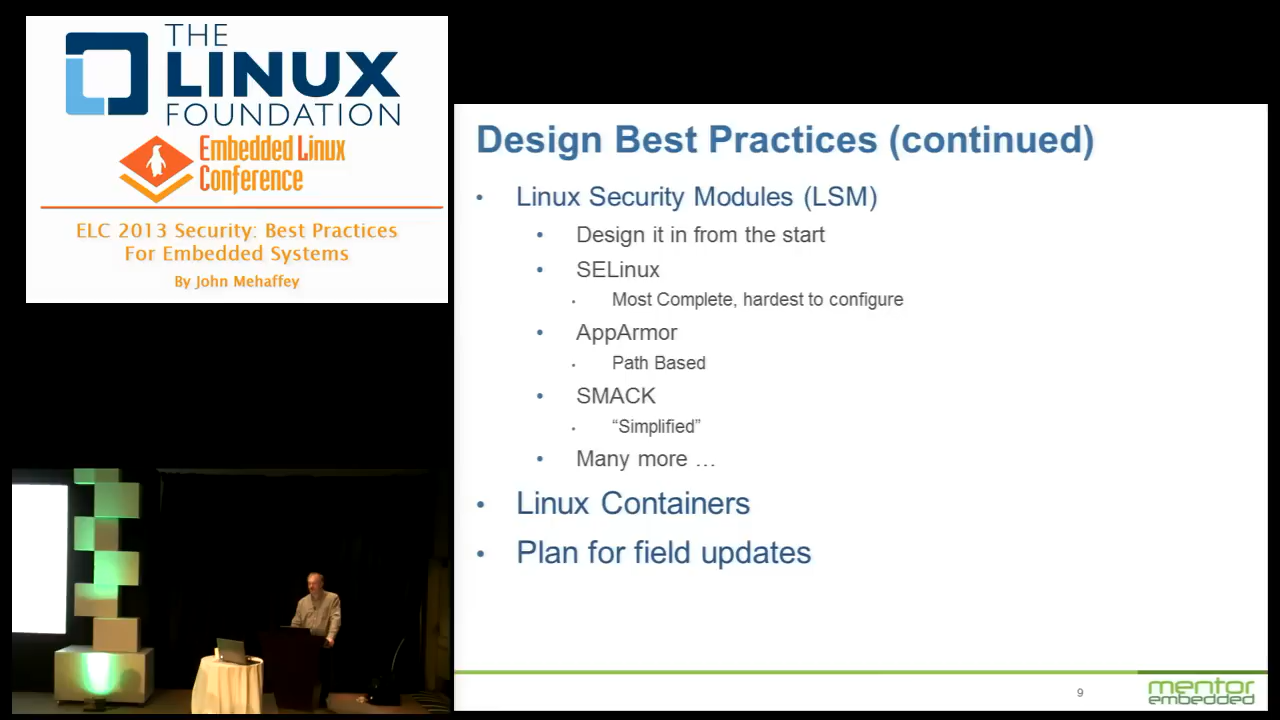 THE
LINUX
FOUNDATION
Embedded Linux
Conference
ELC 2013 Security: Best Practices
For Embedded Systems
By John Mehaffey
Design Best Practices (continued)
• Linux Security Modules (LSM)
• Design it in from the start
• SELinux
• Most Complete, hardest to configure
• AppArmor
• Path Based
• SMACK
• “Simplified”
• Many more …
• Linux Containers
• Plan for field updates
9
mentor
embedded